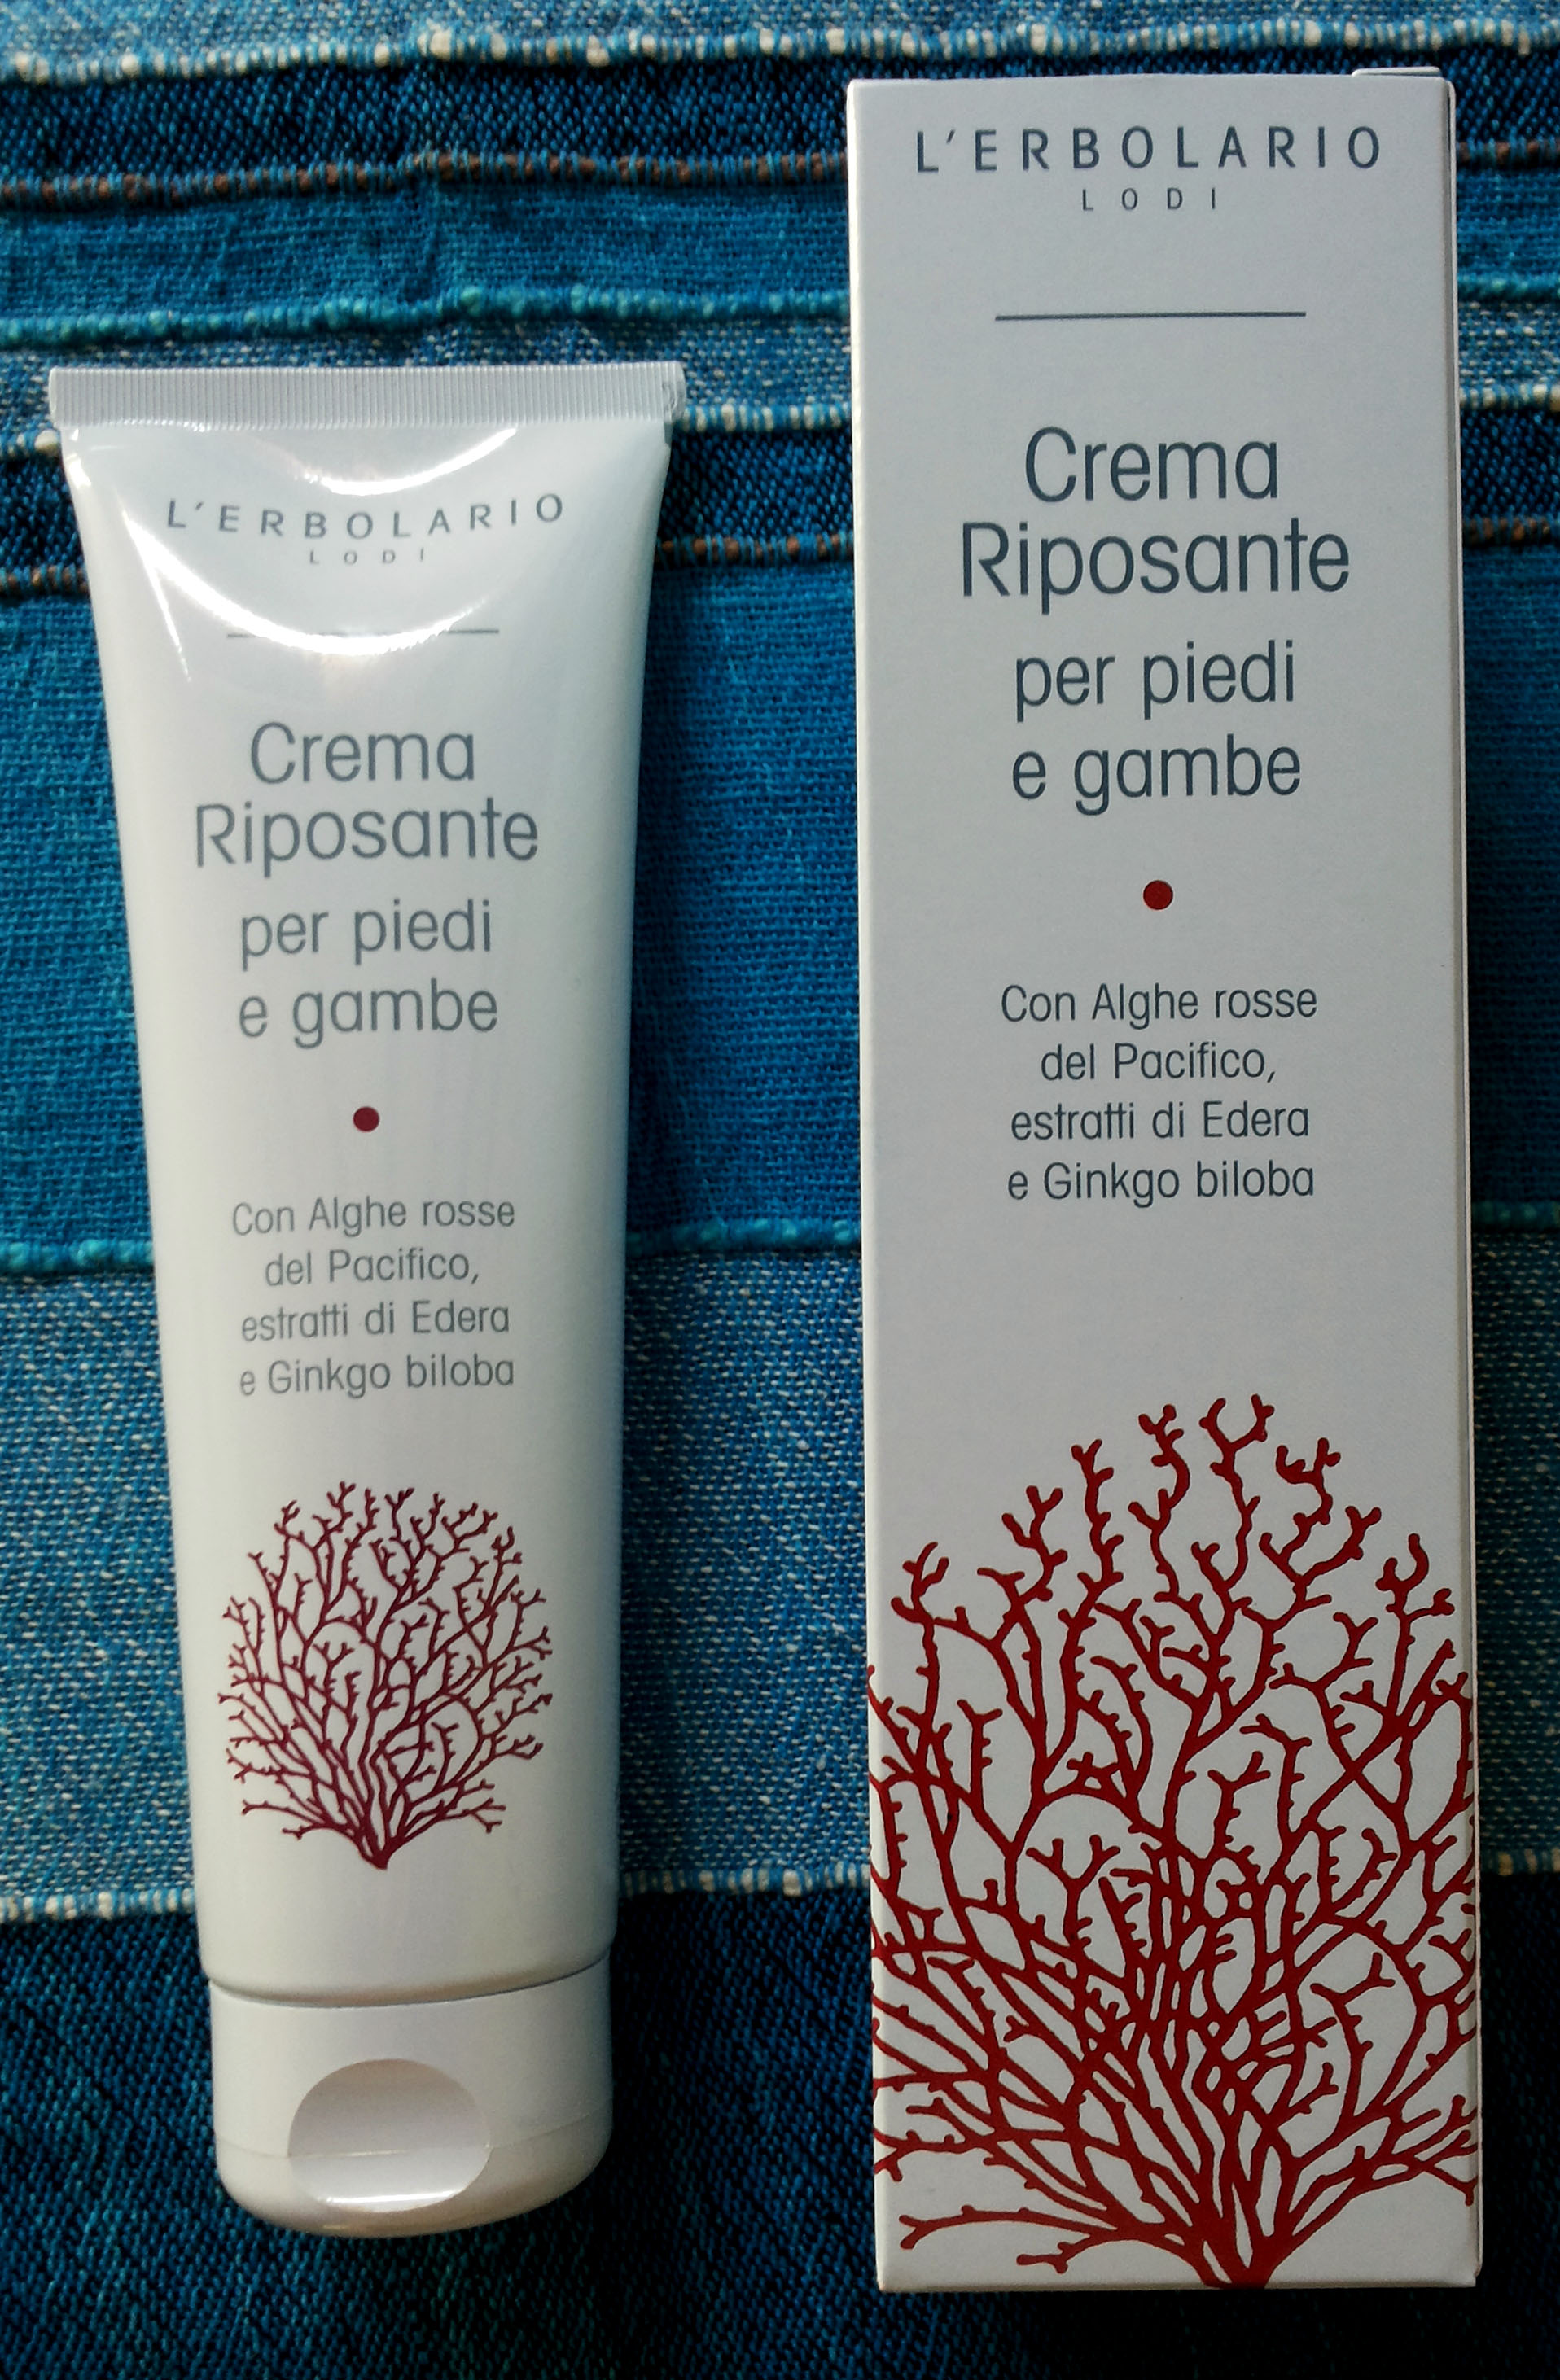 L'ERBOLARIO
LODI
Crema
Riposante
per piedi
e gambe
Con Alghe rosse
del Pacifico,
estratti di Edera
e Ginkgo biloba
L'ERBOLARIO
LODI
Crema
Riposante
per piedi
e gambe
Con Alghe rosse
del Pacifico,
estratti di Edera
e Ginkgo biloba